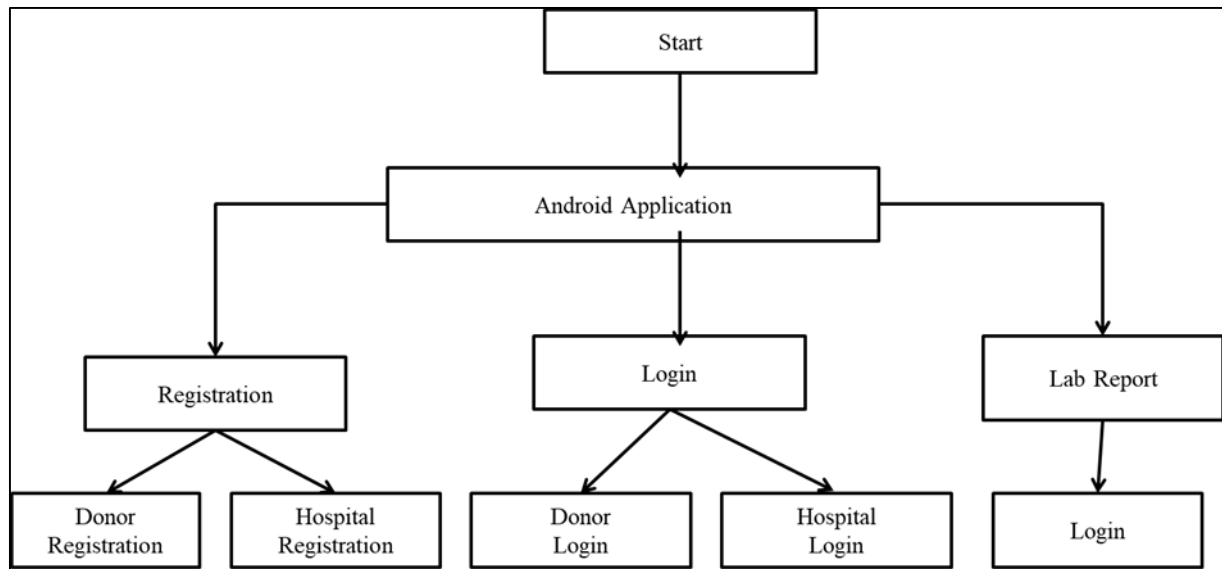 Start
Android Application
Registration
Login
Lab Report
Donor
Registration
Hospital
Registration
Donor
Login
Hospital
Login
Login